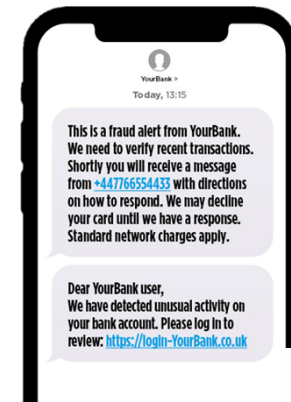 YourBank >
Today, 13:15
This is a fraud alert from YourBank.
We need to verify recent transactions.
Shortly you will receive a message
from +447766554433 with directions
on how to respond. We may decline
your card until we have a response.
Standard network charges apply.
Dear YourBank user,
We have detected unusual activity on
your bank account. Please log in to
review: https://login-YourBank.co.uk